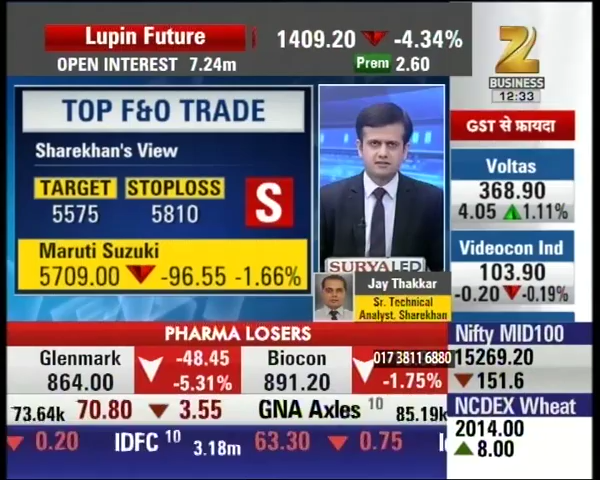 Lupin Future
1409.20 -4.34%
OPEN INTEREST 7.24m
Prem 2.60
Z
BUSINESS
12:33
TOP F&O TRADE
Sharekhan's View
TARGET STOPLOSS
5575 5810
S
Maruti Suzuki
5709.00 -96.55 -1.66%
SURYA LED
Jay Thakkar
Sr. Technical
Analyst, Sharekhan
GST से फ़ायदा
Voltas
368.90
4.05 1.11%
Videocon Ind
103.90
-0.20 -0.19%
PHARMA LOSERS
Glenmark -48.45
864.00 -5.31%
Biocon 017 3811 6880
891.20 -1.75%
Nifty MID100
15269.20
151.6
73.64k 70.80 3.55 GNA Axles 10 85.19k
NCDEX Wheat
2014.00
8.00
0.20 IDFC 10 3.18m 63.30 0.75